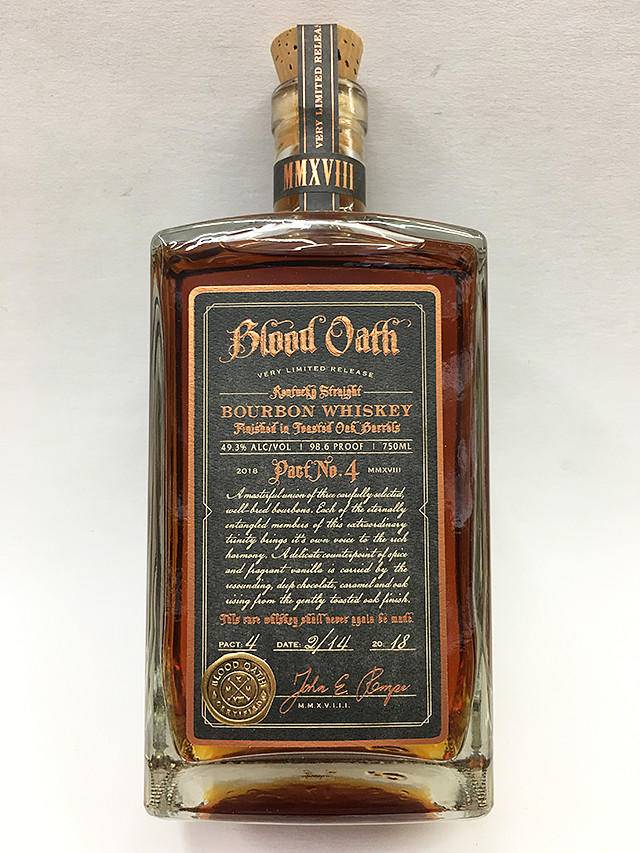 VERY LIMITED RELEAS
MMXVIII
Blood Oath
VERY LIMITED RELEASE
Kentucky Straight
BOURBON WHISKEY
Finished in Toasted Oak Barrels
49.3% ALC/VOL | 98.6 PROOF | 750ML
2018 Pact No. 4 MMXVIII
A masterful union of three carefully selected,
well-bred bourbons. Each of the eternally
entangled members of this extraordinary
trinity brings it's own voice to the rich
harmony. A delicate counterpoint of spice
and fragrant vanilla is carried by the
resounding, deep chocolate, caramel and oak
rising from the gently toasted oak finish.
This rare whiskey shall never again be made.
PACT: 4 DATE: 2/14 20 18
BLOOD OATH
CERTIFIED
John E. Rempe
M.M.X.V.I.I.I.